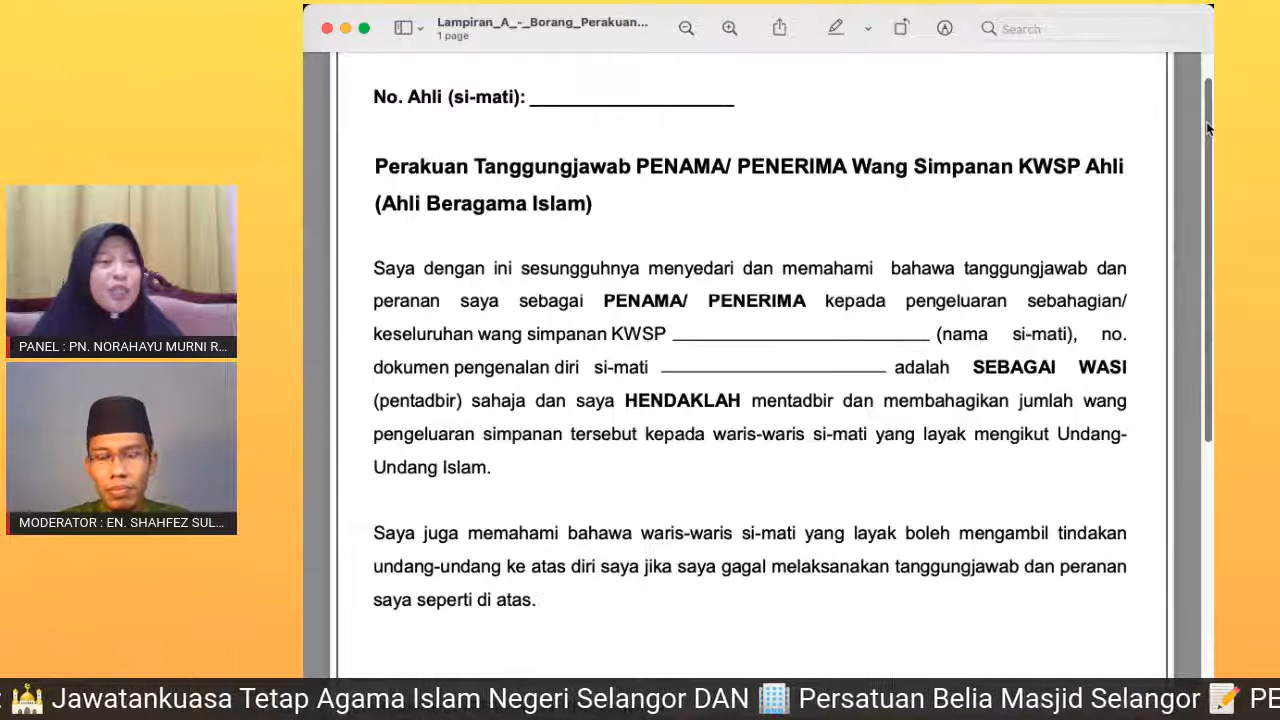 Lampiran_A_-_Borang_Perakuan...
1 page
Search
No. Ahli (si-mati): ____________________
Perakuan Tanggungjawab PENAMA/ PENERIMA Wang Simpanan KWSP Ahli
(Ahli Beragama Islam)
Saya dengan ini sesungguhnya menyedari dan memahami bahawa tanggungjawab dan
peranan saya sebagai PENAMA/ PENERIMA kepada pengeluaran sebahagian/
keseluruhan wang simpanan KWSP _________________________ (nama si-mati), no.
dokumen pengenalan diri si-mati ______________________ adalah SEBAGAI WASI
(pentadbir) sahaja dan saya HENDAKLAH mentadbir dan membahagikan jumlah wang
pengeluaran simpanan tersebut kepada waris-waris si-mati yang layak mengikut Undang-
Undang Islam.
Saya juga memahami bahawa waris-waris si-mati yang layak boleh mengambil tindakan
undang-undang ke atas diri saya jika saya gagal melaksanakan tanggungjawab dan peranan
saya seperti di atas.
PANEL : PN. NORAHAYU MURNI R...
MODERATOR : EN. SHAHFEZ SUL...
: 🕌 Jawatankuasa Tetap Agama Islam Negeri Selangor DAN 🏢 Persatuan Belia Masjid Selangor 📝 PE